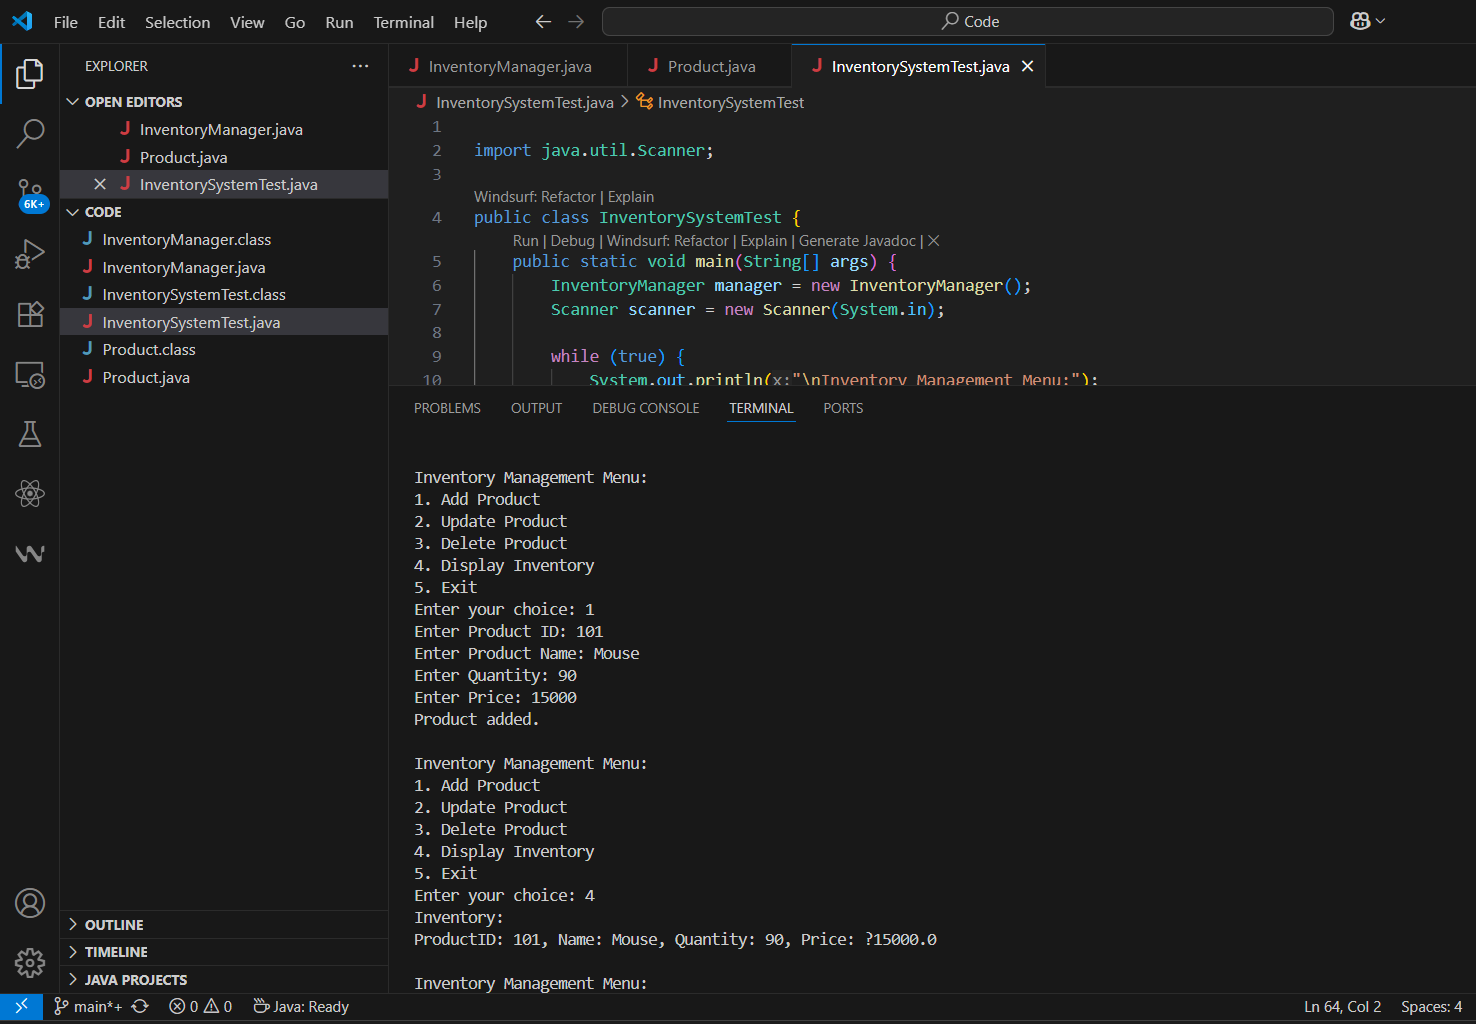 File Edit Selection View Go Run Terminal Help
Code
EXPLORER
OPEN EDITORS
InventoryManager.java
Product.java
InventorySystemTest.java
CODE
InventoryManager.class
InventoryManager.java
InventorySystemTest.class
InventorySystemTest.java
Product.class
Product.java
OUTLINE
TIMELINE
JAVA PROJECTS
6K+
InventoryManager.java Product.java InventorySystemTest.java
InventorySystemTest.java > InventorySystemTest
1
2 import java.util.Scanner;
3
Windsurf: Refactor | Explain
4 public class InventorySystemTest {
Run | Debug | Windsurf: Refactor | Explain | Generate Javadoc | X
5 public static void main(String[] args) {
6 InventoryManager manager = new InventoryManager();
7 Scanner scanner = new Scanner(System.in);
8
9 while (true) {
10 System.out.println(x:"\nInventory Management Menu:");
PROBLEMS OUTPUT DEBUG CONSOLE TERMINAL PORTS
Inventory Management Menu:
1. Add Product
2. Update Product
3. Delete Product
4. Display Inventory
5. Exit
Enter your choice: 1
Enter Product ID: 101
Enter Product Name: Mouse
Enter Quantity: 90
Enter Price: 15000
Product added.
Inventory Management Menu:
1. Add Product
2. Update Product
3. Delete Product
4. Display Inventory
5. Exit
Enter your choice: 4
Inventory:
ProductID: 101, Name: Mouse, Quantity: 90, Price: ?15000.0
Inventory Management Menu:
main*+ 0 0 Java: Ready Ln 64, Col 2 Spaces: 4